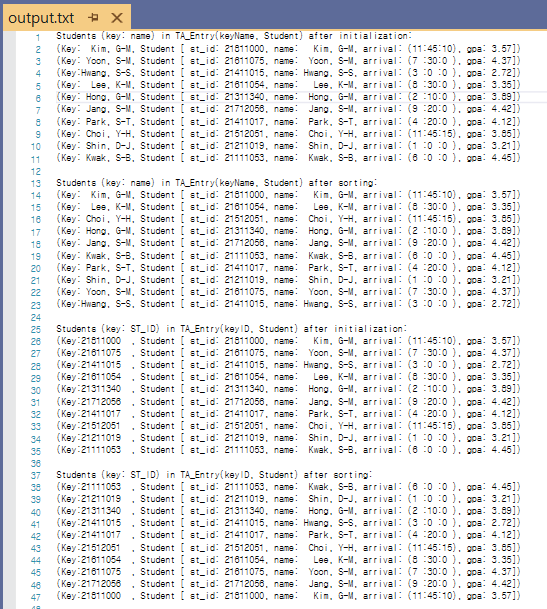 output.txt
1 Students (key: name) in TA_Entry(keyName, Student) after initialization:
2 (Key:  Kim, G-M, Student [ st_id: 21811000, name:   Kim, G-M, arrival: (11:45:10), gpa: 3.57])
3 (Key: Yoon, S-M, Student [ st_id: 21611075, name:  Yoon, S-M, arrival: (7 :30:0 ), gpa: 4.37])
4 (Key:Hwang, S-S, Student [ st_id: 21411015, name: Hwang, S-S, arrival: (3 :0 :0 ), gpa: 2.72])
5 (Key:  Lee, K-M, Student [ st_id: 21611054, name:   Lee, K-M, arrival: (8 :30:0 ), gpa: 3.35])
6 (Key: Hong, G-M, Student [ st_id: 21311340, name:  Hong, G-M, arrival: (2 :10:0 ), gpa: 3.89])
7 (Key: Jang, S-M, Student [ st_id: 21712056, name:  Jang, S-M, arrival: (9 :20:0 ), gpa: 4.42])
8 (Key: Park, S-T, Student [ st_id: 21411017, name:  Park, S-T, arrival: (4 :20:0 ), gpa: 4.12])
9 (Key: Choi, Y-H, Student [ st_id: 21512051, name:  Choi, Y-H, arrival: (11:45:15), gpa: 3.85])
10 (Key: Shin, D-J, Student [ st_id: 21211019, name:  Shin, D-J, arrival: (1 :0 :0 ), gpa: 3.21])
11 (Key: Kwak, S-B, Student [ st_id: 21111053, name:  Kwak, S-B, arrival: (6 :0 :0 ), gpa: 4.45])
12
13 Students (key: name) in TA_Entry(keyName, Student) after sorting:
14 (Key:  Kim, G-M, Student [ st_id: 21811000, name:   Kim, G-M, arrival: (11:45:10), gpa: 3.57])
15 (Key:  Lee, K-M, Student [ st_id: 21611054, name:   Lee, K-M, arrival: (8 :30:0 ), gpa: 3.35])
16 (Key: Choi, Y-H, Student [ st_id: 21512051, name:  Choi, Y-H, arrival: (11:45:15), gpa: 3.85])
17 (Key: Hong, G-M, Student [ st_id: 21311340, name:  Hong, G-M, arrival: (2 :10:0 ), gpa: 3.89])
18 (Key: Jang, S-M, Student [ st_id: 21712056, name:  Jang, S-M, arrival: (9 :20:0 ), gpa: 4.42])
19 (Key: Kwak, S-B, Student [ st_id: 21111053, name:  Kwak, S-B, arrival: (6 :0 :0 ), gpa: 4.45])
20 (Key: Park, S-T, Student [ st_id: 21411017, name:  Park, S-T, arrival: (4 :20:0 ), gpa: 4.12])
21 (Key: Shin, D-J, Student [ st_id: 21211019, name:  Shin, D-J, arrival: (1 :0 :0 ), gpa: 3.21])
22 (Key: Yoon, S-M, Student [ st_id: 21611075, name:  Yoon, S-M, arrival: (7 :30:0 ), gpa: 4.37])
23 (Key:Hwang, S-S, Student [ st_id: 21411015, name: Hwang, S-S, arrival: (3 :0 :0 ), gpa: 2.72])
24
25 Students (key: ST_ID) in TA_Entry(keyID, Student) after initialization:
26 (Key:21811000  , Student [ st_id: 21811000, name:   Kim, G-M, arrival: (11:45:10), gpa: 3.57])
27 (Key:21611075  , Student [ st_id: 21611075, name:  Yoon, S-M, arrival: (7 :30:0 ), gpa: 4.37])
28 (Key:21411015  , Student [ st_id: 21411015, name: Hwang, S-S, arrival: (3 :0 :0 ), gpa: 2.72])
29 (Key:21611054  , Student [ st_id: 21611054, name:   Lee, K-M, arrival: (8 :30:0 ), gpa: 3.35])
30 (Key:21311340  , Student [ st_id: 21311340, name:  Hong, G-M, arrival: (2 :10:0 ), gpa: 3.89])
31 (Key:21712056  , Student [ st_id: 21712056, name:  Jang, S-M, arrival: (9 :20:0 ), gpa: 4.42])
32 (Key:21411017  , Student [ st_id: 21411017, name:  Park, S-T, arrival: (4 :20:0 ), gpa: 4.12])
33 (Key:21512051  , Student [ st_id: 21512051, name:  Choi, Y-H, arrival: (11:45:15), gpa: 3.85])
34 (Key:21211019  , Student [ st_id: 21211019, name:  Shin, D-J, arrival: (1 :0 :0 ), gpa: 3.21])
35 (Key:21111053  , Student [ st_id: 21111053, name:  Kwak, S-B, arrival: (6 :0 :0 ), gpa: 4.45])
36
37 Students (key: ST_ID) in TA_Entry(keyID, Student) after sorting:
38 (Key:21111053  , Student [ st_id: 21111053, name:  Kwak, S-B, arrival: (6 :0 :0 ), gpa: 4.45])
39 (Key:21211019  , Student [ st_id: 21211019, name:  Shin, D-J, arrival: (1 :0 :0 ), gpa: 3.21])
40 (Key:21311340  , Student [ st_id: 21311340, name:  Hong, G-M, arrival: (2 :10:0 ), gpa: 3.89])
41 (Key:21411015  , Student [ st_id: 21411015, name: Hwang, S-S, arrival: (3 :0 :0 ), gpa: 2.72])
42 (Key:21411017  , Student [ st_id: 21411017, name:  Park, S-T, arrival: (4 :20:0 ), gpa: 4.12])
43 (Key:21512051  , Student [ st_id: 21512051, name:  Choi, Y-H, arrival: (11:45:15), gpa: 3.85])
44 (Key:21611054  , Student [ st_id: 21611054, name:   Lee, K-M, arrival: (8 :30:0 ), gpa: 3.35])
45 (Key:21611075  , Student [ st_id: 21611075, name:  Yoon, S-M, arrival: (7 :30:0 ), gpa: 4.37])
46 (Key:21712056  , Student [ st_id: 21712056, name:  Jang, S-M, arrival: (9 :20:0 ), gpa: 4.42])
47 (Key:21811000  , Student [ st_id: 21811000, name:   Kim, G-M, arrival: (11:45:10), gpa: 3.57])